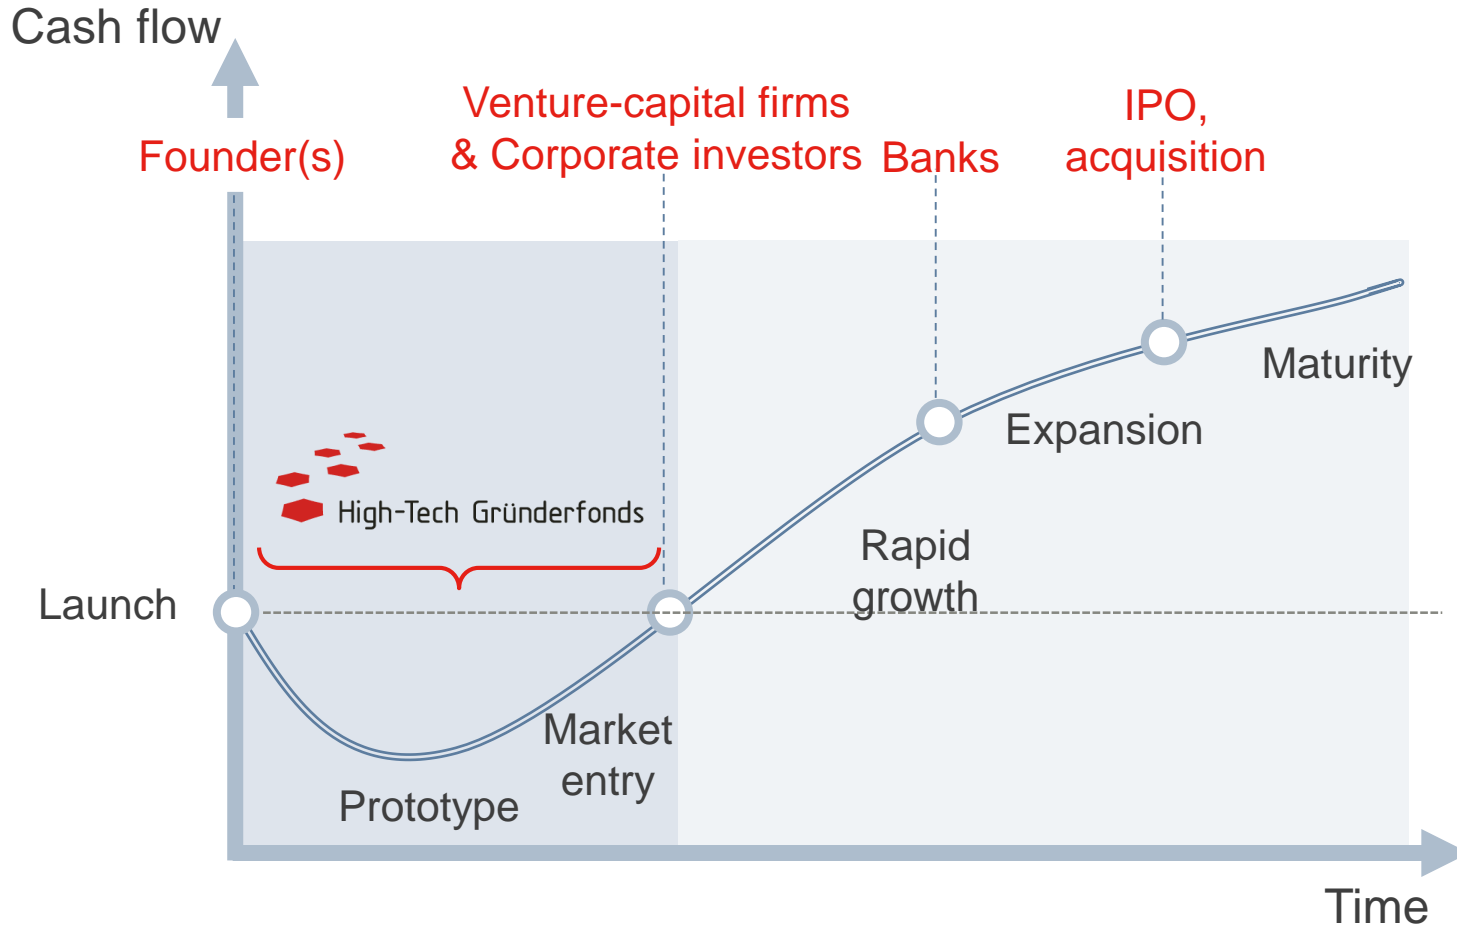 Cash flow
Venture-capital firms
& Corporate investors
IPO,
acquisition
Founder(s)
Banks
Maturity
Expansion
High-Tech Gründerfonds
Rapid
growth
Launch
Market
entry
Prototype
Time